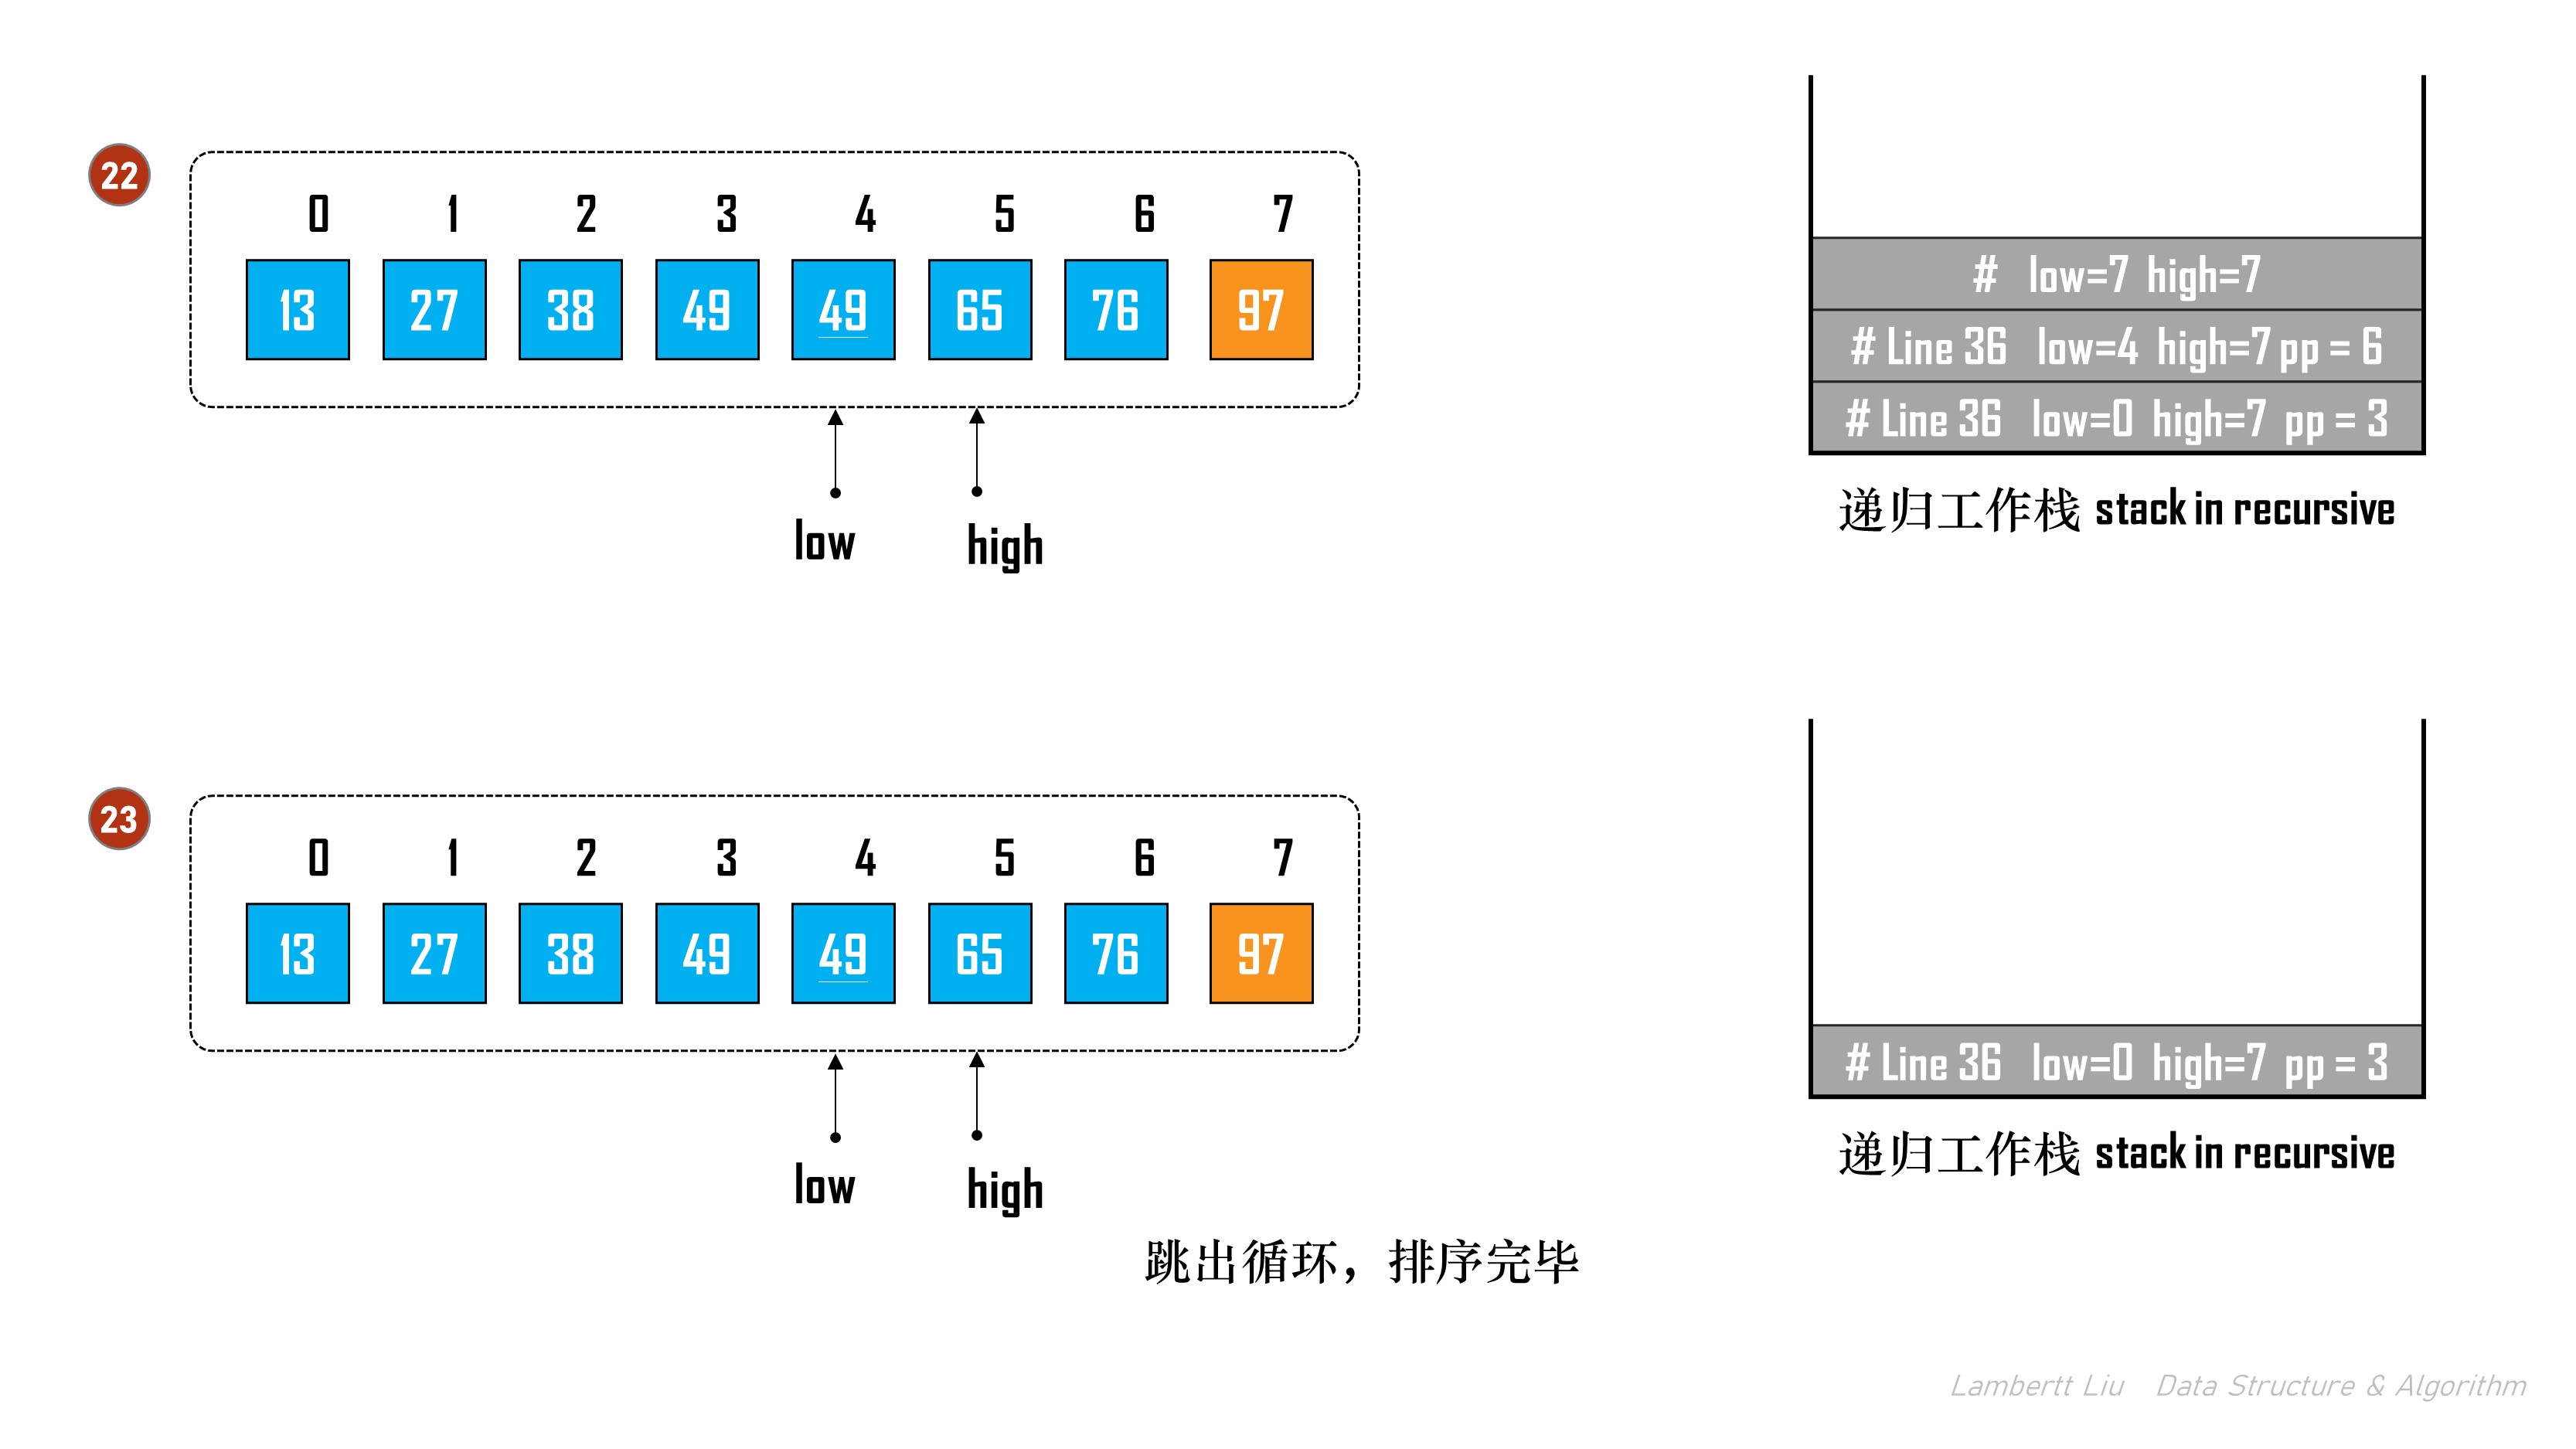 22
0 1 2 3 4 5 6 7
13 27 38 49 49 65 76 97
low high
# low=7 high=7
# Line 36 low=4 high=7 pp = 6
# Line 36 low=0 high=7 pp = 3
递归工作栈 stack in recursive
23
0 1 2 3 4 5 6 7
13 27 38 49 49 65 76 97
low high
# Line 36 low=0 high=7 pp = 3
递归工作栈 stack in recursive
跳出循环，排序完毕
Lambertt Liu Data Structure & Algorithm